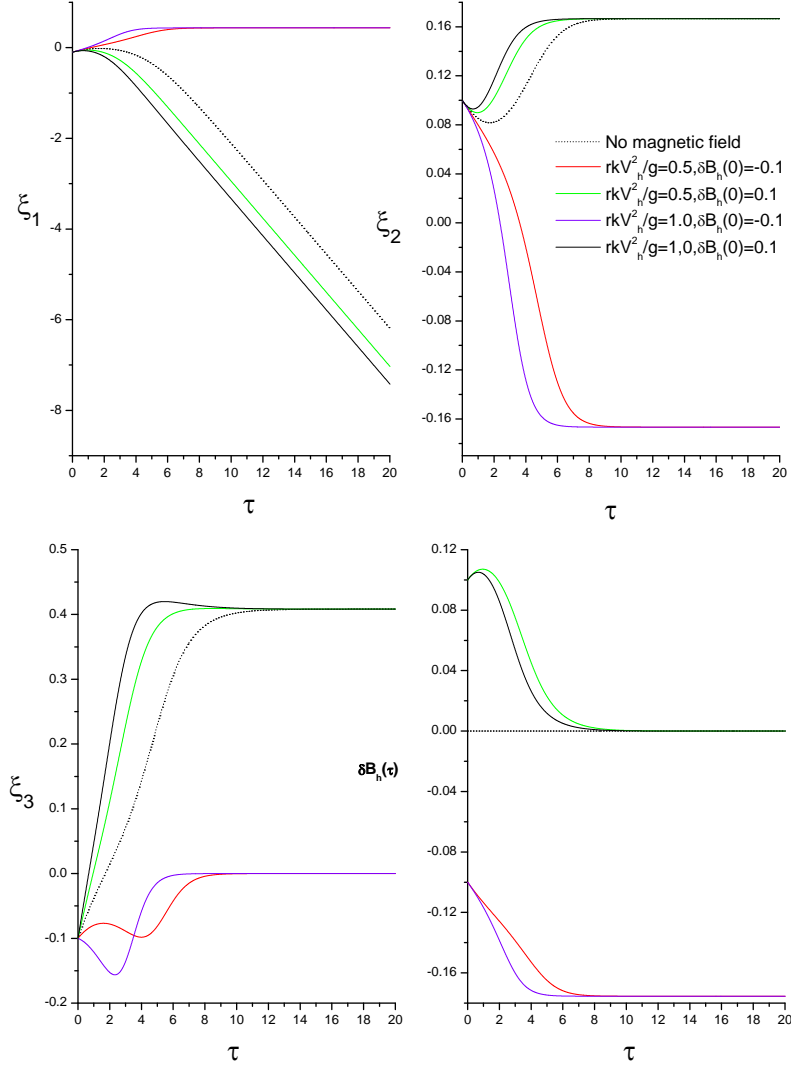 0
-2
-4
-6
-8
0 2 4 6 8 10 12 14 16 18 20
ξ1
τ
0.16
0.12
0.08
0.04
0.00
-0.04
-0.08
-0.12
-0.16
0 2 4 6 8 10 12 14 16 18 20
ξ2
τ
No magnetic field
rkV²h/g=0.5,δBh(0)=-0.1
rkV²h/g=0.5,δBh(0)=0.1
rkV²h/g=1.0,δBh(0)=-0.1
rkV²h/g=1,0,δBh(0)=0.1
0.5
0.4
0.3
0.2
0.1
0.0
-0.1
-0.2
0 2 4 6 8 10 12 14 16 18 20
ξ3
τ
0.12
0.08
0.04
0.00
-0.04
-0.08
-0.12
-0.16
0 2 4 6 8 10 12 14 16 18 20
δBh(τ)
τ